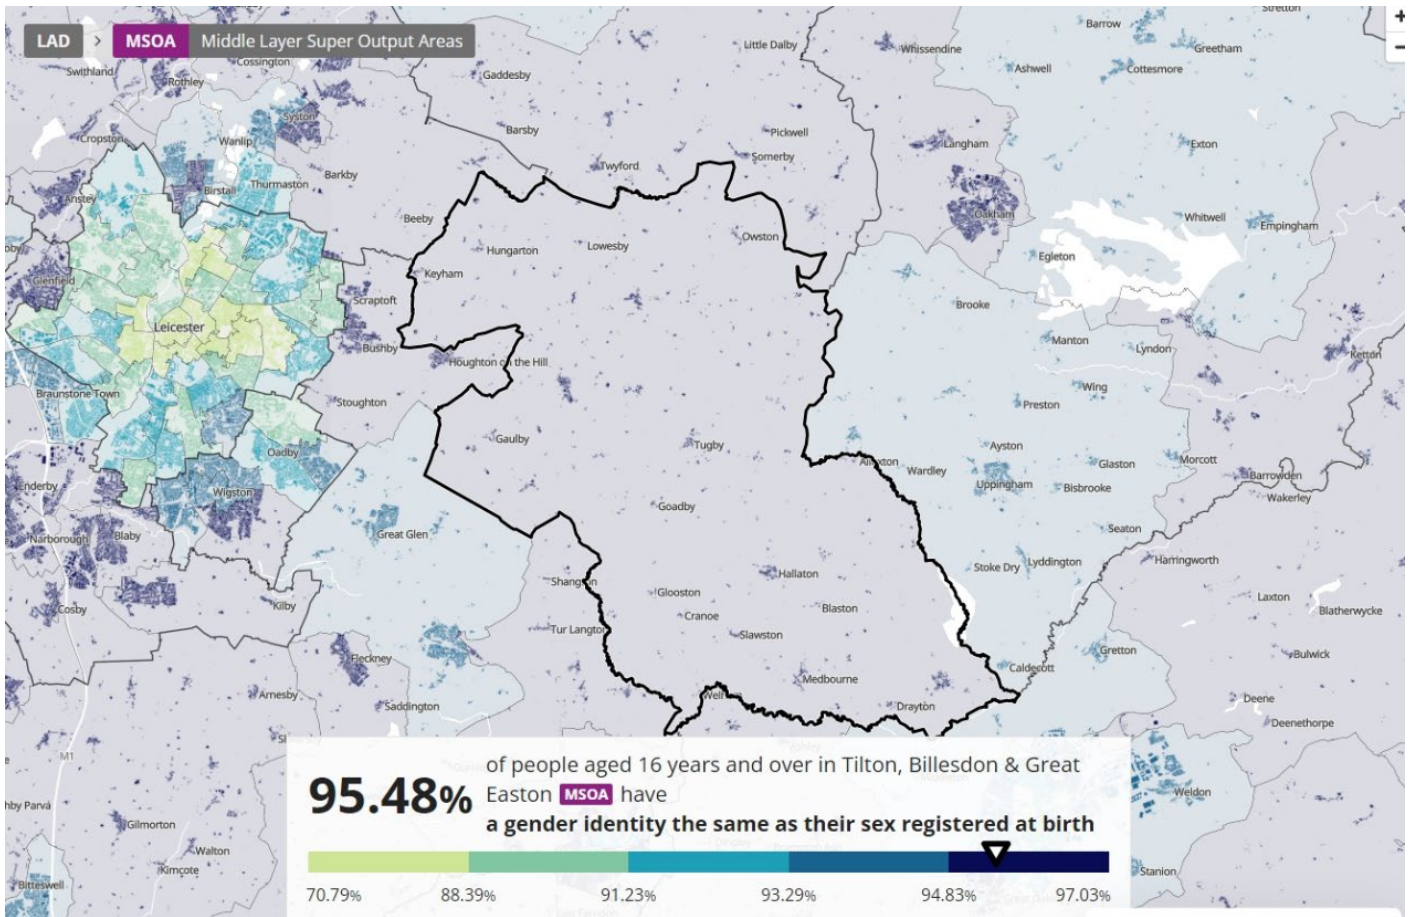 LAD > MSOA Middle Layer Super Output Areas
Stretton
Barrow
Little Dalby
Whissendine
Greetham
Cossington
Swithland
Rothley
Gaddesby
Ashwell
Cottesmore
Syston
Cropston
Wanlip
Barsby
Pickwell
Langham
Exton
Somerby
Twyford
Barkby
Birstall
Thurmaston
Anstey
Beeby
Oakham
Whitwell
Empingham
Hungarton
Lowesby
Owston
Egleton
Keyham
Glenfield
Scraptoft
Brooke
Leicester
Bushby
Manton
Lyndon
Ketton
Houghton on the Hill
Braunstone Town
Wing
Stoughton
Preston
Gaulby
Tugby
Ayston
Oadby
Wardley
Glaston
Morcott
Uppingham
Bisbrooke
Barrowden
Wakerley
Enderby
Wigston
Goadby
Seaton
Narborough
Blaby
Great Glen
Stoke Dry
Lyddington
Harringworth
Shangton
Hallaton
Glooston
Laxton
Blatherwycke
Cosby
Kilby
Cranoe
Blaston
Tur Langton
Slawston
Gretton
Bulwick
Fleckney
Caldecott
Medbourne
Arnesby
Saddington
Drayton
Deene
Deenethorpe
M1
95.48% of people aged 16 years and over in Tilton, Billesdon & Great
Easton MSOA have
a gender identity the same as their sex registered at birth
70.79% 88.39% 91.23% 93.29% 94.83% 97.03%
Weldon
Gilmorton
Walton
Kimcote
Bitteswell
Stanion